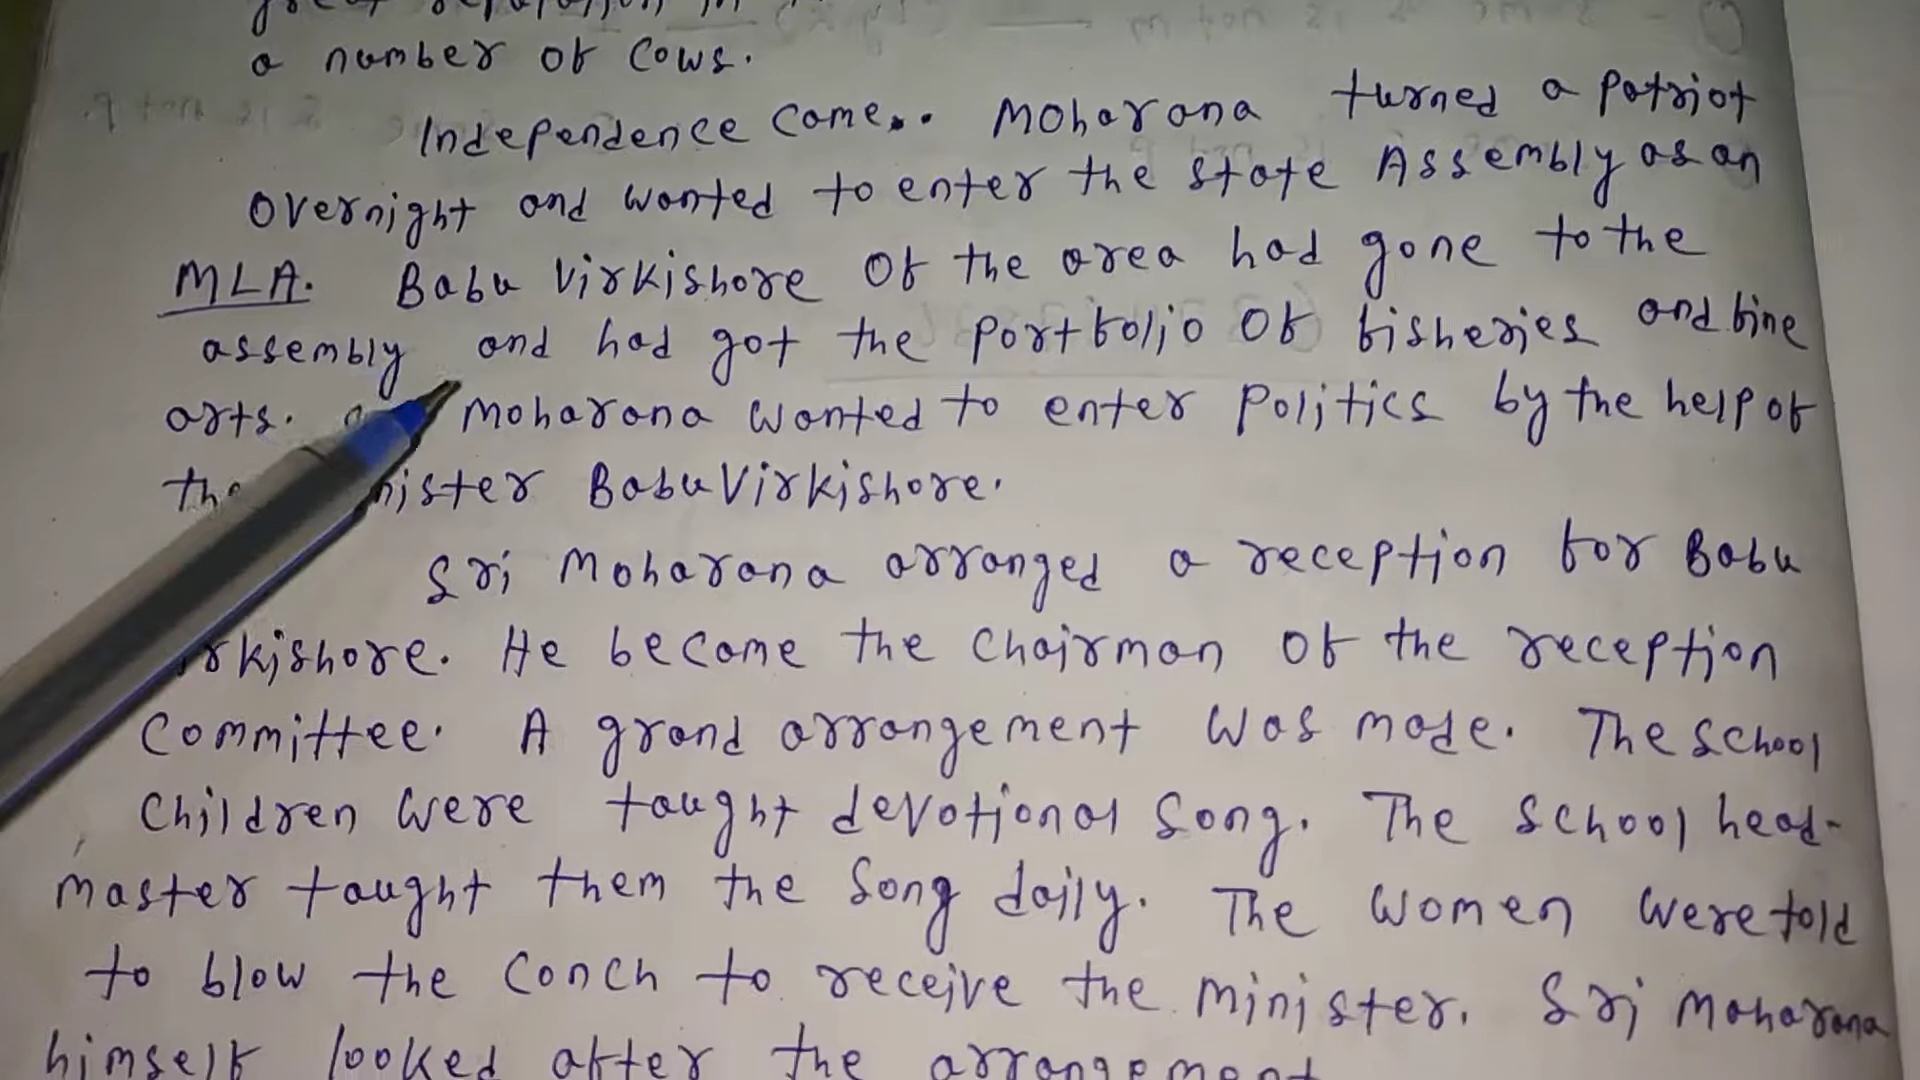 great reputation in
a number of cows.
Independence came.. Moharana turned a patriot
overnight and wanted to enter the state Assembly as an
MLA. Babu Virkishore of the area had gone to the
assembly and had got the portfolio of fisheries and fine
arts. Moharana wanted to enter politics by the help of
the Babu Virkishore.
Sri Moharana arranged a reception for Babu
rkishore. He became the chairman of the reception
committee. A grand arrangement was made. The school
children were taught devotional song. The school head-
master taught them the song daily. The women were told
to blow the conch to receive the minister. Sri Moharana
himself looked after the arrangement